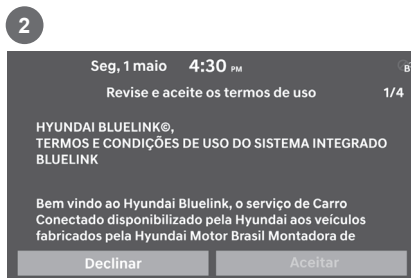 2
Seg, 1 maio 4:30 PM
Revise e aceite os termos de uso 1/4
HYUNDAI BLUELINK©,
TERMOS E CONDIÇÕES DE USO DO SISTEMA INTEGRADO
BLUELINK
Bem vindo ao Hyundai Bluelink, o serviço de Carro
Conectado disponibilizado pela Hyundai aos veículos
fabricados pela Hyundai Motor Brasil Montadora de
Declinar Aceitar